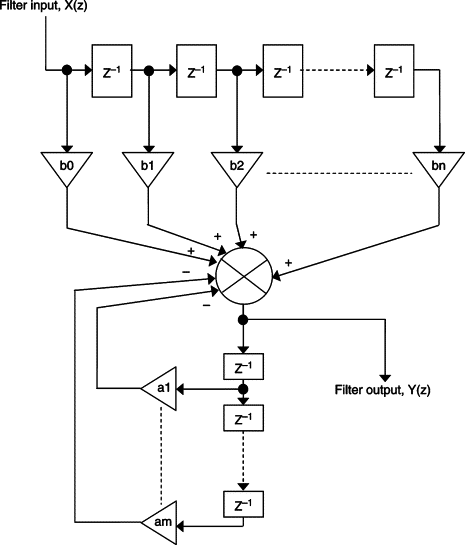 Filter input, X(z)
z⁻¹ z⁻¹ z⁻¹ z⁻¹
b0 b1 b2 bn
+ + + +
−
−
z⁻¹
Filter output, Y(z)
a1
z⁻¹
z⁻¹
am